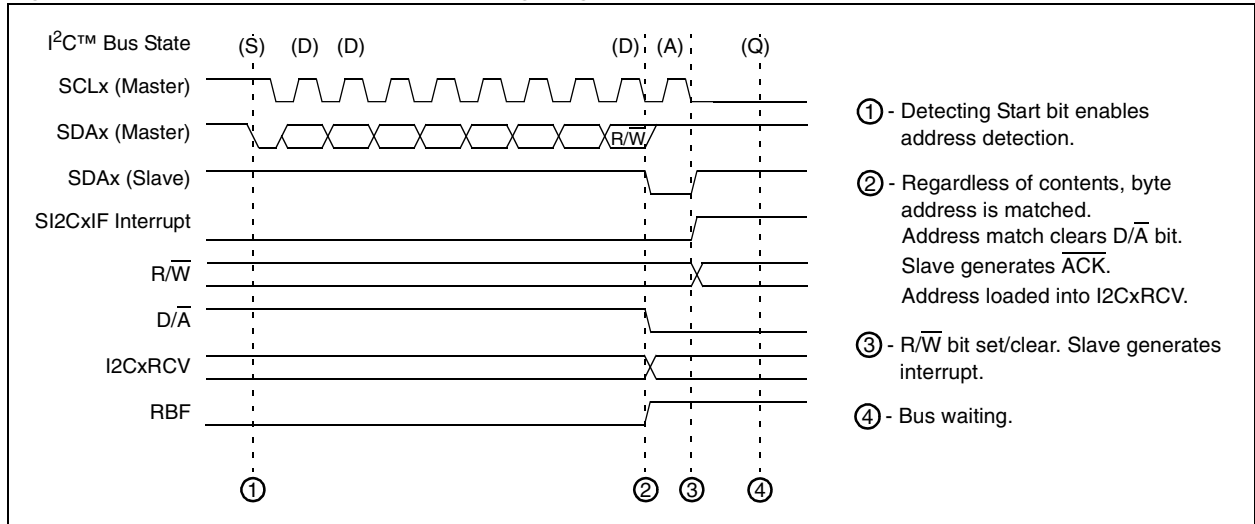 I²C™ Bus State (S) (D) (D) (D) (A) (Q)
SCLx (Master)
SDAx (Master) R/W̅
SDAx (Slave)
SI2CxIF Interrupt
R/W̅
D/A̅
I2CxRCV
RBF
① ② ③ ④
① - Detecting Start bit enables
address detection.
② - Regardless of contents, byte
address is matched.
Address match clears D/A̅ bit.
Slave generates A̅C̅K̅.
Address loaded into I2CxRCV.
③ - R/W̅ bit set/clear. Slave generates
interrupt.
④ - Bus waiting.